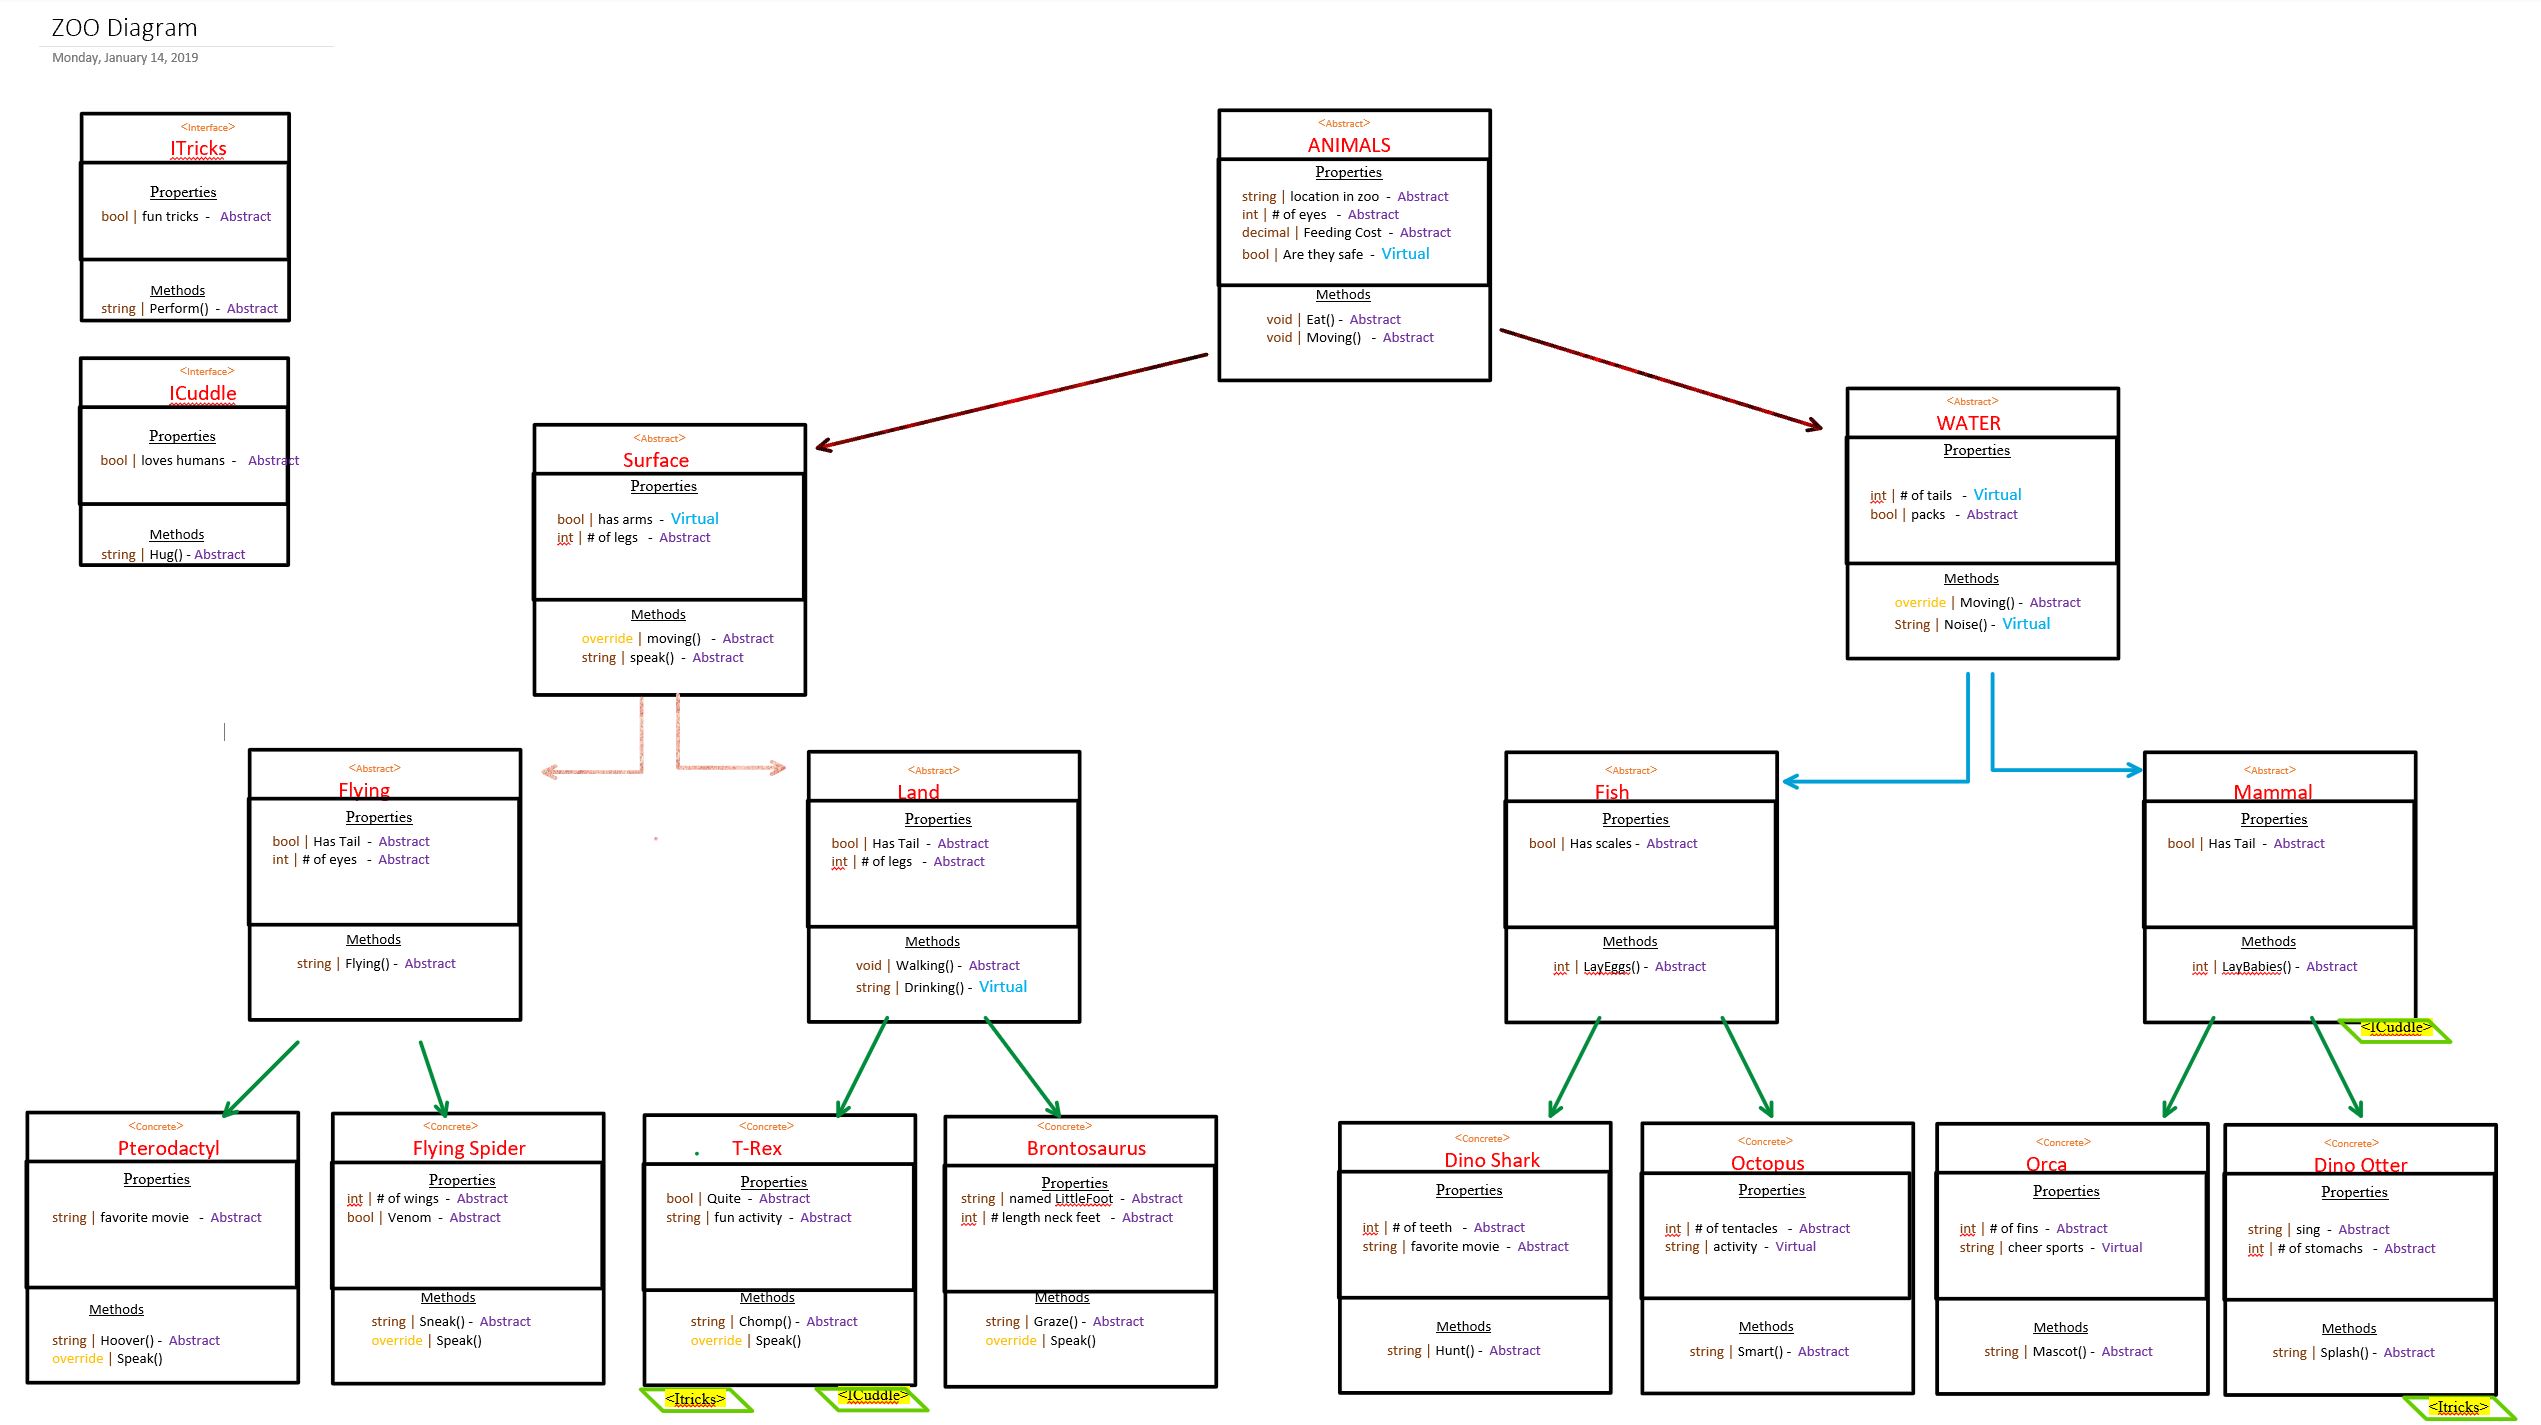 ZOO Diagram
Monday, January 14, 2019
<Interface>
ITricks
Properties
bool | fun tricks - Abstract
Methods
string | Perform() - Abstract
<Interface>
ICuddle
Properties
bool | loves humans - Abstract
Methods
string | Hug() - Abstract
<Abstract>
ANIMALS
Properties
string | location in zoo - Abstract
int | # of eyes - Abstract
decimal | Feeding Cost - Abstract
bool | Are they safe - Virtual
Methods
void | Eat() - Abstract
void | Moving() - Abstract
<Abstract>
Surface
Properties
bool | has arms - Virtual
int | # of legs - Abstract
Methods
override | moving() - Abstract
string | speak() - Abstract
<Abstract>
WATER
Properties
int | # of tails - Virtual
bool | packs - Abstract
Methods
override | Moving() - Abstract
String | Noise() - Virtual
<Abstract>
Flying
Properties
bool | Has Tail - Abstract
int | # of eyes - Abstract
Methods
string | Flying() - Abstract
<Abstract>
Land
Properties
bool | Has Tail - Abstract
int | # of legs - Abstract
Methods
void | Walking() - Abstract
string | Drinking() - Virtual
<Abstract>
Fish
Properties
bool | Has scales - Abstract
Methods
int | LayEggs() - Abstract
<Abstract>
Mammal
Properties
bool | Has Tail - Abstract
Methods
int | LayBabies() - Abstract
<ICuddle>
<Concrete>
Pterodactyl
Properties
string | favorite movie - Abstract
Methods
string | Hoover() - Abstract
override | Speak()
<Concrete>
Flying Spider
Properties
int | # of wings - Abstract
bool | Venom - Abstract
Methods
string | Sneak() - Abstract
override | Speak()
<Concrete>
T-Rex
Properties
bool | Quite - Abstract
string | fun activity - Abstract
Methods
string | Chomp() - Abstract
override | Speak()
<Itricks>
<ICuddle>
<Concrete>
Brontosaurus
Properties
string | named LittleFoot - Abstract
int | # length neck feet - Abstract
Methods
string | Graze() - Abstract
override | Speak()
<Concrete>
Dino Shark
Properties
int | # of teeth - Abstract
string | favorite movie - Abstract
Methods
string | Hunt() - Abstract
<Concrete>
Octopus
Properties
int | # of tentacles - Abstract
string | activity - Virtual
Methods
string | Smart() - Abstract
<Concrete>
Orca
Properties
int | # of fins - Abstract
string | cheer sports - Virtual
Methods
string | Mascot() - Abstract
<Concrete>
Dino Otter
Properties
string | sing - Abstract
int | # of stomachs - Abstract
Methods
string | Splash() - Abstract
<Itricks>